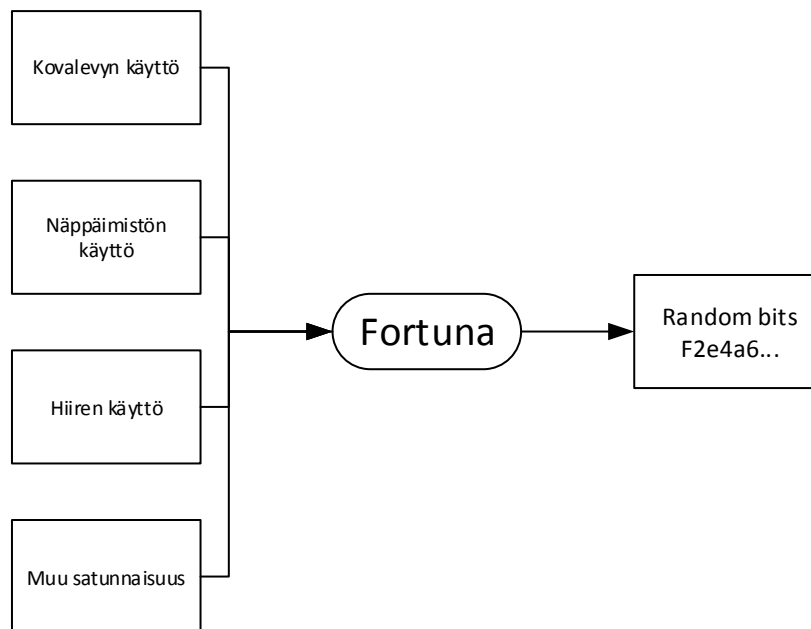 Kovalevyn käyttö
Näppäimistön
käyttö
Hiiren käyttö
Muu satunnaisuus
Fortuna
Random bits
F2e4a6...